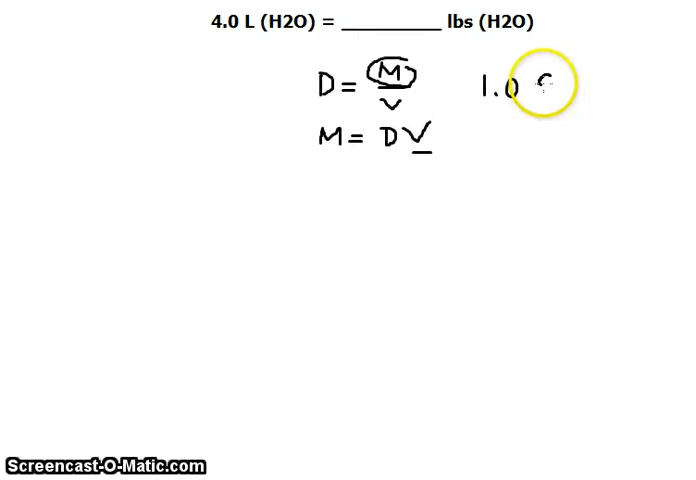 4.0 L (H2O) = __________ lbs (H2O)
D = M/V 1.0
M = DV
Screencast-O-Matic.com